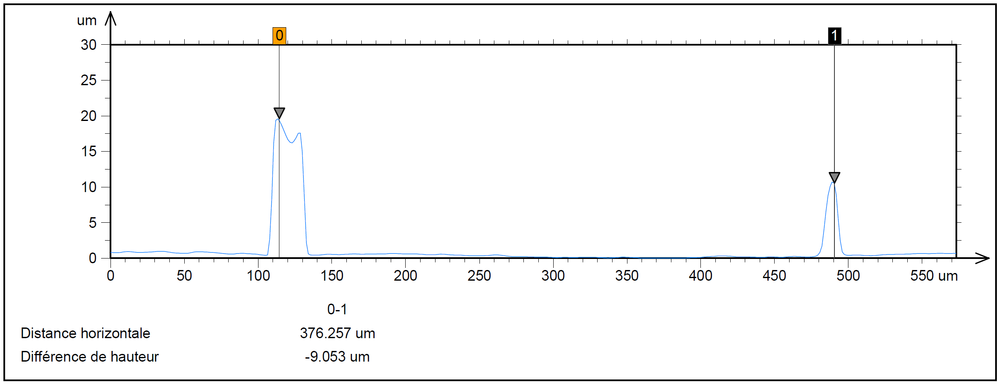 um
0 1
30
25
20
15
10
5
0
0 50 100 150 200 250 300 350 400 450 500 550 um
0-1
Distance horizontale 376.257 um
Différence de hauteur -9.053 um